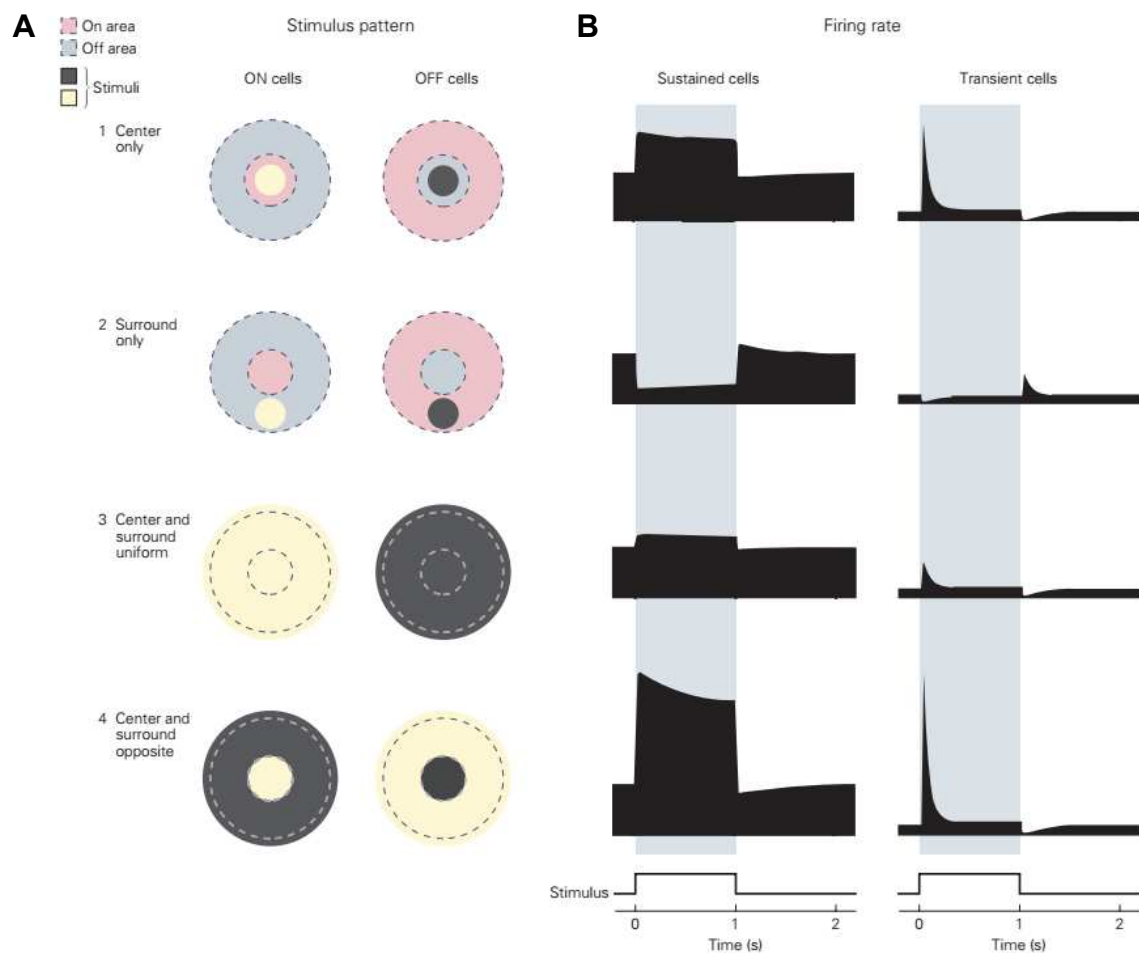 A
On area
Off area
Stimuli
Stimulus pattern
ON cells
OFF cells
1 Center
only
2 Surround
only
3 Center and
surround
uniform
4 Center and
surround
opposite
B
Firing rate
Sustained cells
Transient cells
Stimulus
0 1 2
Time (s)
0 1 2
Time (s)